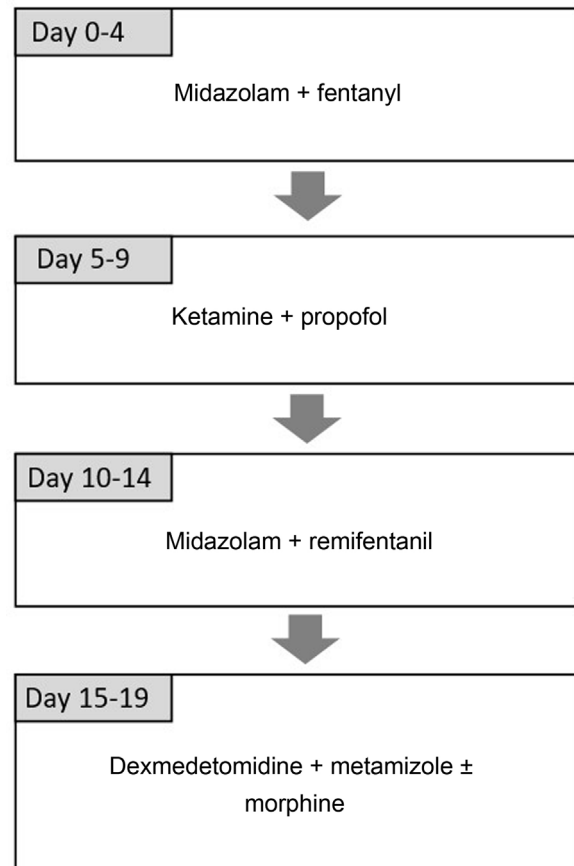 Day 0-4
Midazolam + fentanyl
Day 5-9
Ketamine + propofol
Day 10-14
Midazolam + remifentanil
Day 15-19
Dexmedetomidine + metamizole ±
morphine